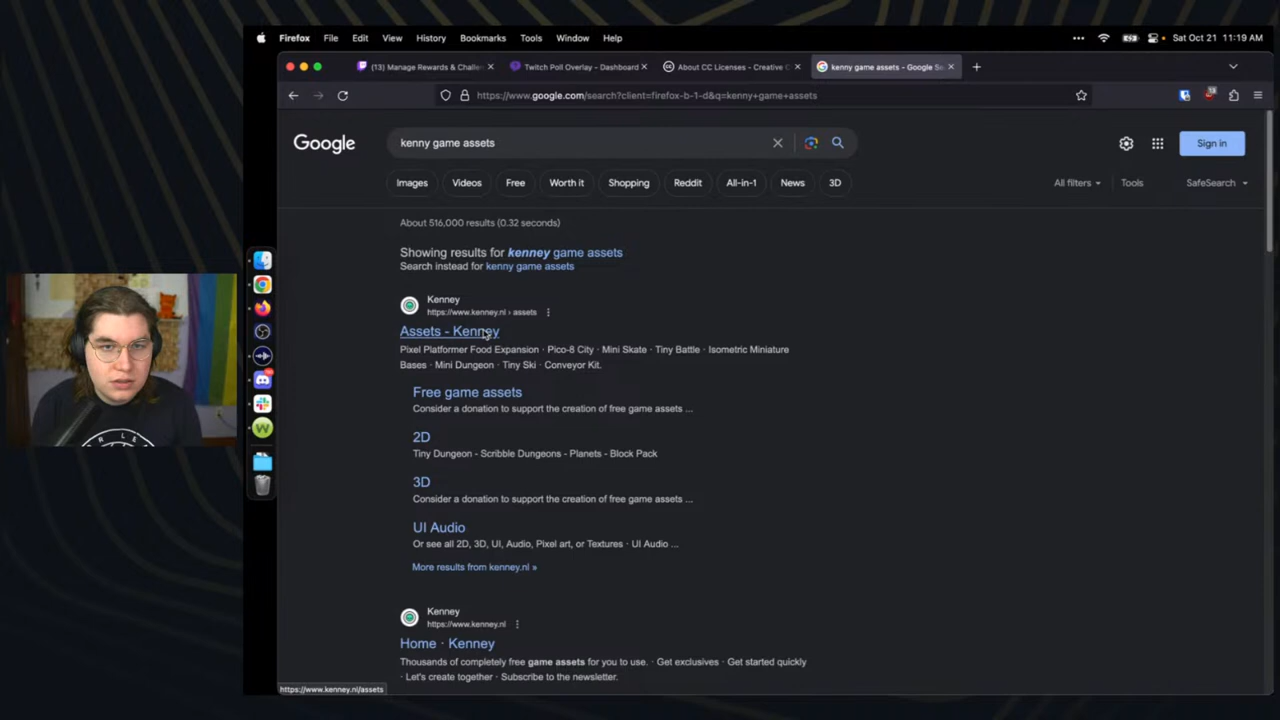 Firefox File Edit View History Bookmarks Tools Window Help
Sat Oct 21 11:19 AM
(13) Manage Rewards & Challen
Twitch Poll Overlay - Dashboard
About CC Licenses - Creative C
kenny game assets - Google Se
https://www.google.com/search?client=firefox-b-1-d&q=kenny+game+assets
13
Google
kenny game assets
Sign in
Images Videos Free Worth it Shopping Reddit All-in-1 News 3D
All filters Tools SafeSearch
About 516,000 results (0.32 seconds)
Showing results for kenney game assets
Search instead for kenny game assets
Kenney
https://www.kenney.nl › assets
Assets - Kenney
Pixel Platformer Food Expansion · Pico-8 City · Mini Skate · Tiny Battle · Isometric Miniature
Bases · Mini Dungeon · Tiny Ski · Conveyor Kit.
Free game assets
Consider a donation to support the creation of free game assets ...
2D
Tiny Dungeon - Scribble Dungeons - Planets - Block Pack
3D
Consider a donation to support the creation of free game assets ...
UI Audio
Or see all 2D, 3D, UI, Audio, Pixel art, or Textures · UI Audio ...
More results from kenney.nl »
Kenney
https://www.kenney.nl
Home · Kenney
Thousands of completely free game assets for you to use. · Get exclusives · Get started quickly
· Let's create together · Subscribe to the newsletter.
https://www.kenney.nl/assets